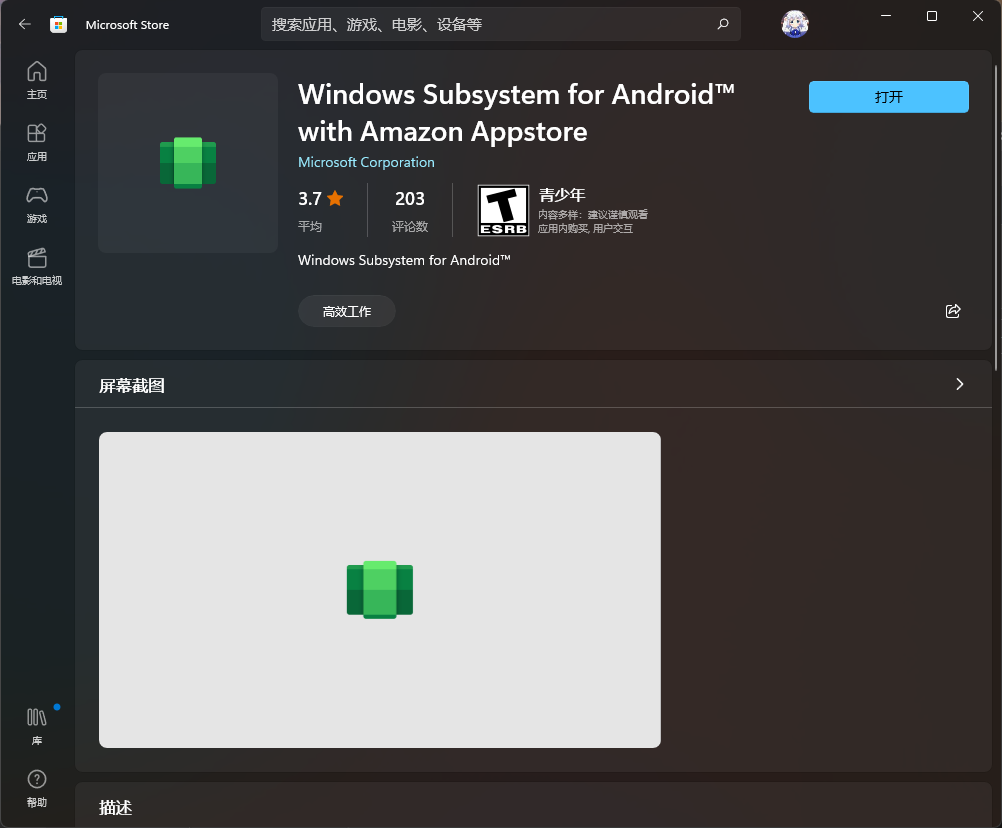 Microsoft Store
搜索应用、游戏、电影、设备等
主页
应用
游戏
电影和电视
库
帮助
Windows Subsystem for Android™
with Amazon Appstore
Microsoft Corporation
打开
3.7
平均
203
评论数
T
ESRB
青少年
内容多样：建议谨慎观看
应用内购买, 用户交互
Windows Subsystem for Android™
高效工作
屏幕截图
描述